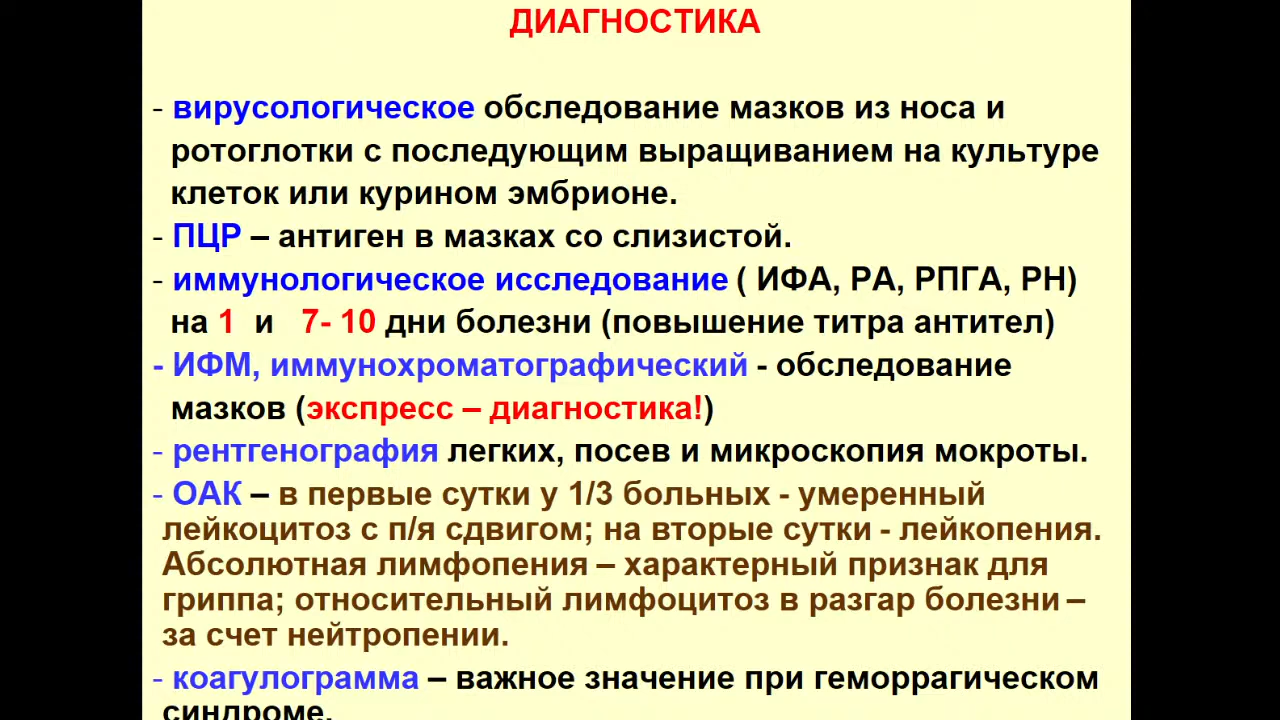 ДИАГНОСТИКА
- вирусологическое обследование мазков из носа и
ротоглотки с последующим выращиванием на культуре
клеток или курином эмбрионе.
- ПЦР – антиген в мазках со слизистой.
- иммунологическое исследование ( ИФА, РА, РПГА, РН)
на 1 и 7- 10 дни болезни (повышение титра антител)
- ИФМ, иммунохроматографический - обследование
мазков (экспресс – диагностика!)
- рентгенография легких, посев и микроскопия мокроты.
- ОАК – в первые сутки у 1/3 больных - умеренный
лейкоцитоз с п/я сдвигом; на вторые сутки - лейкопения.
Абсолютная лимфопения – характерный признак для
гриппа; относительный лимфоцитоз в разгар болезни –
за счет нейтропении.
- коагулограмма – важное значение при геморрагическом
синдроме.